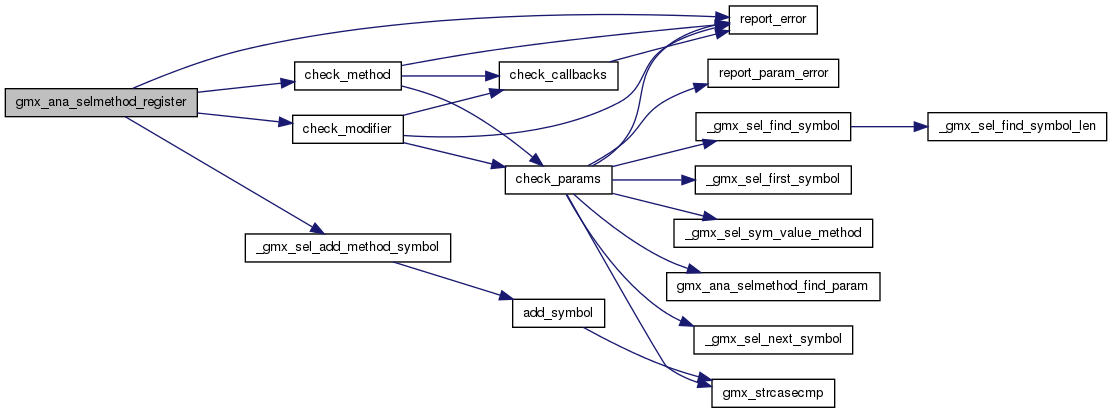 report_error
check_method
check_callbacks
report_param_error
gmx_ana_selmethod_register
check_modifier
_gmx_sel_find_symbol
_gmx_sel_find_symbol_len
check_params
_gmx_sel_first_symbol
_gmx_sel_sym_value_method
_gmx_sel_add_method_symbol
gmx_ana_selmethod_find_param
add_symbol
_gmx_sel_next_symbol
gmx_strcasecmp